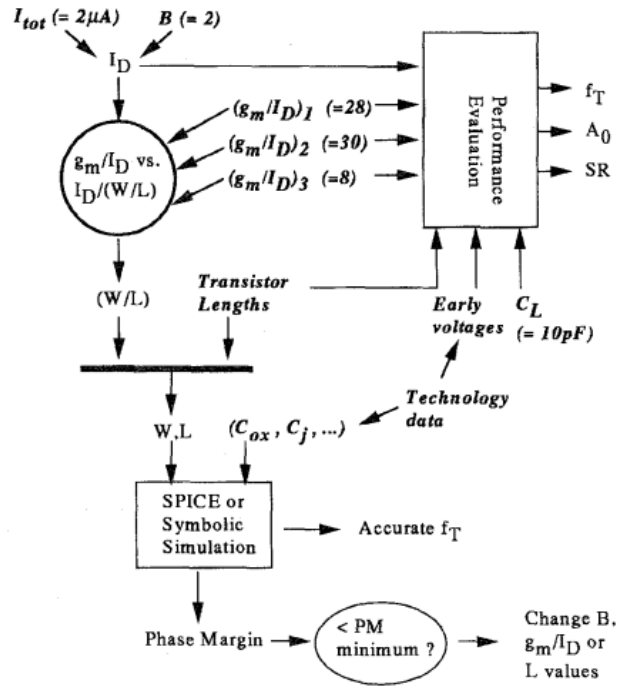 I_tot (= 2μA) B (= 2)
I_D
(g_m/I_D)_1 (=28)
(g_m/I_D)_2 (=30)
(g_m/I_D)_3 (=8)
g_m/I_D vs.
I_D/(W/L)
Performance
Evaluation
f_T
A_0
SR
(W/L)
Transistor
Lengths
Early
voltages
C_L
(= 10pF)
Technology
data
W,L (C_ox, C_j, ...)
SPICE or
Symbolic
Simulation
Accurate f_T
Phase Margin
< PM
minimum ?
Change B,
g_m/I_D or
L values